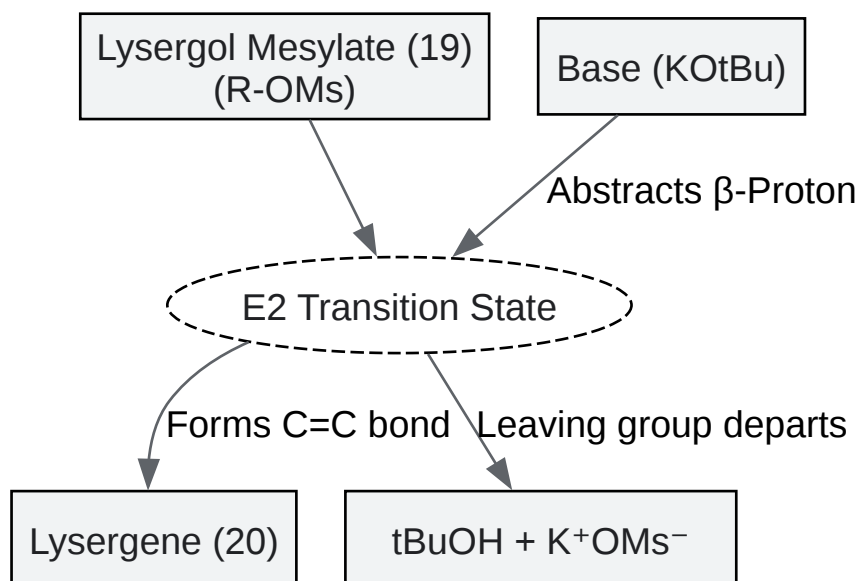 Lysergol Mesylate (19)
(R-OMs)
Base (KOtBu)
Abstracts β-Proton
E2 Transition State
Forms C=C bond
Leaving group departs
Lysergene (20)
tBuOH + K⁺OMs⁻